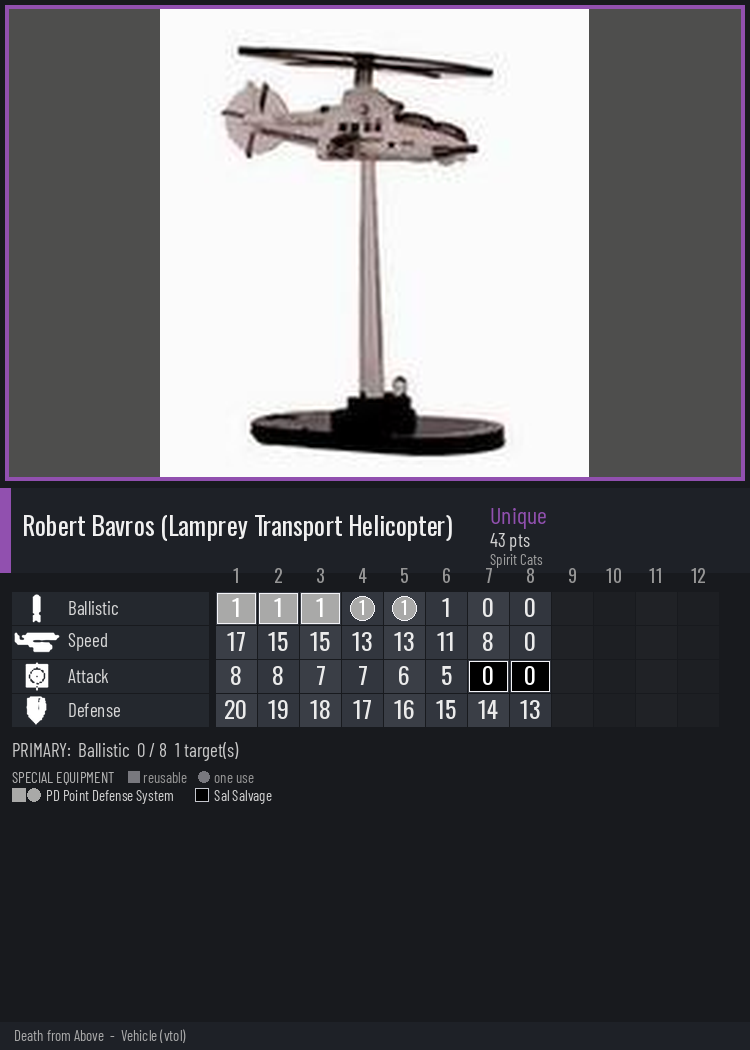 Robert Bavros (Lamprey Transport Helicopter)
Unique
43 pts
Spirit Cats
1 2 3 4 5 6 7 8 9 10 11 12
Ballistic 1 1 1 1 1 1 0 0
Speed 17 15 15 13 13 11 8 0
Attack 8 8 7 7 6 5 0 0
Defense 20 19 18 17 16 15 14 13
PRIMARY: Ballistic 0 / 8 1 target(s)
SPECIAL EQUIPMENT reusable one use
PD Point Defense System Sal Salvage
Death from Above - Vehicle (vtol)